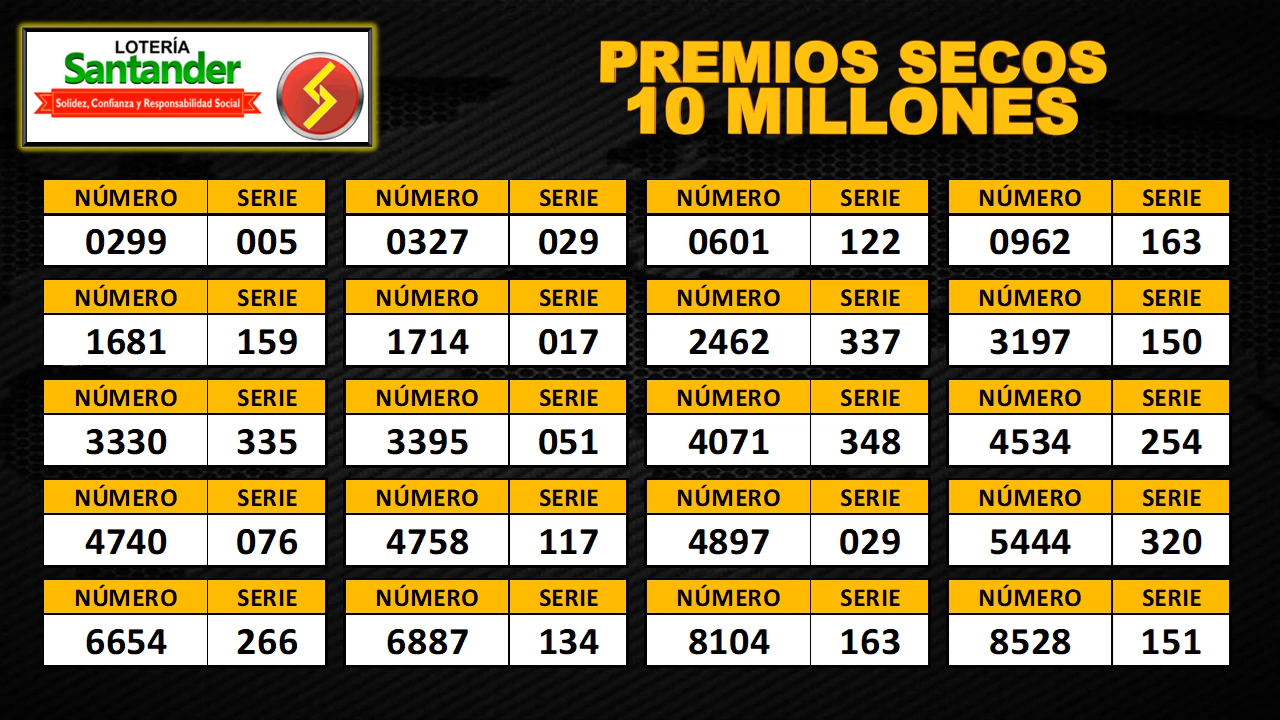 LOTERÍA
Santander
Solidez, Confianza y Responsabilidad Social
PREMIOS SECOS
10 MILLONES
NÚMERO SERIE NÚMERO SERIE NÚMERO SERIE NÚMERO SERIE
0299 005 0327 029 0601 122 0962 163
NÚMERO SERIE NÚMERO SERIE NÚMERO SERIE NÚMERO SERIE
1681 159 1714 017 2462 337 3197 150
NÚMERO SERIE NÚMERO SERIE NÚMERO SERIE NÚMERO SERIE
3330 335 3395 051 4071 348 4534 254
NÚMERO SERIE NÚMERO SERIE NÚMERO SERIE NÚMERO SERIE
4740 076 4758 117 4897 029 5444 320
NÚMERO SERIE NÚMERO SERIE NÚMERO SERIE NÚMERO SERIE
6654 266 6887 134 8104 163 8528 151